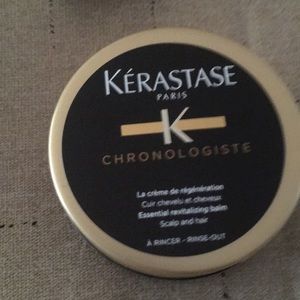 KÉRASTASE
PARIS
K
CHRONOLOGISTE
La crème de régénération
Cuir chevelu et cheveux
Essential revitalizing balm
Scalp and hair
À RINCER - RINSE-OUT